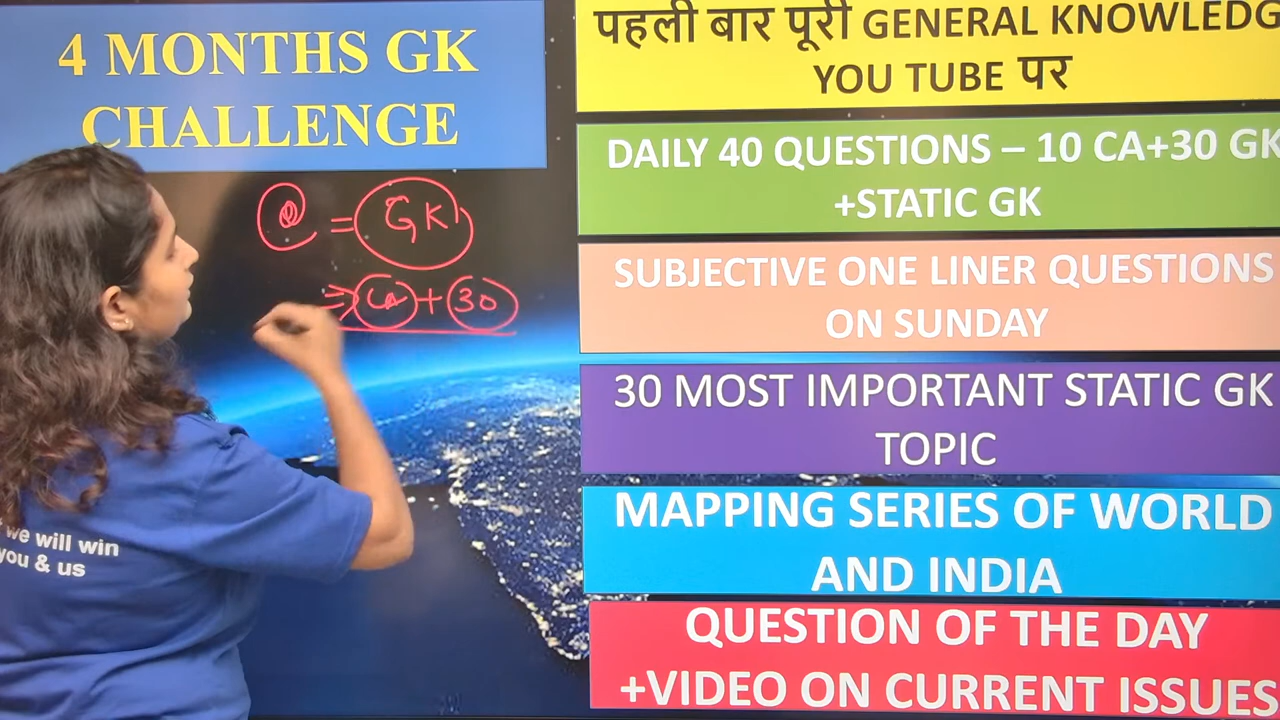 4 MONTHS GK
CHALLENGE
@ = GK
⇒ Ca + 30
we will win
you & us
पहली बार पूरी GENERAL KNOWLEDG
YOU TUBE पर
DAILY 40 QUESTIONS – 10 CA+30 GK
+STATIC GK
SUBJECTIVE ONE LINER QUESTIONS
ON SUNDAY
30 MOST IMPORTANT STATIC GK
TOPIC
MAPPING SERIES OF WORLD
AND INDIA
QUESTION OF THE DAY
+VIDEO ON CURRENT ISSUES